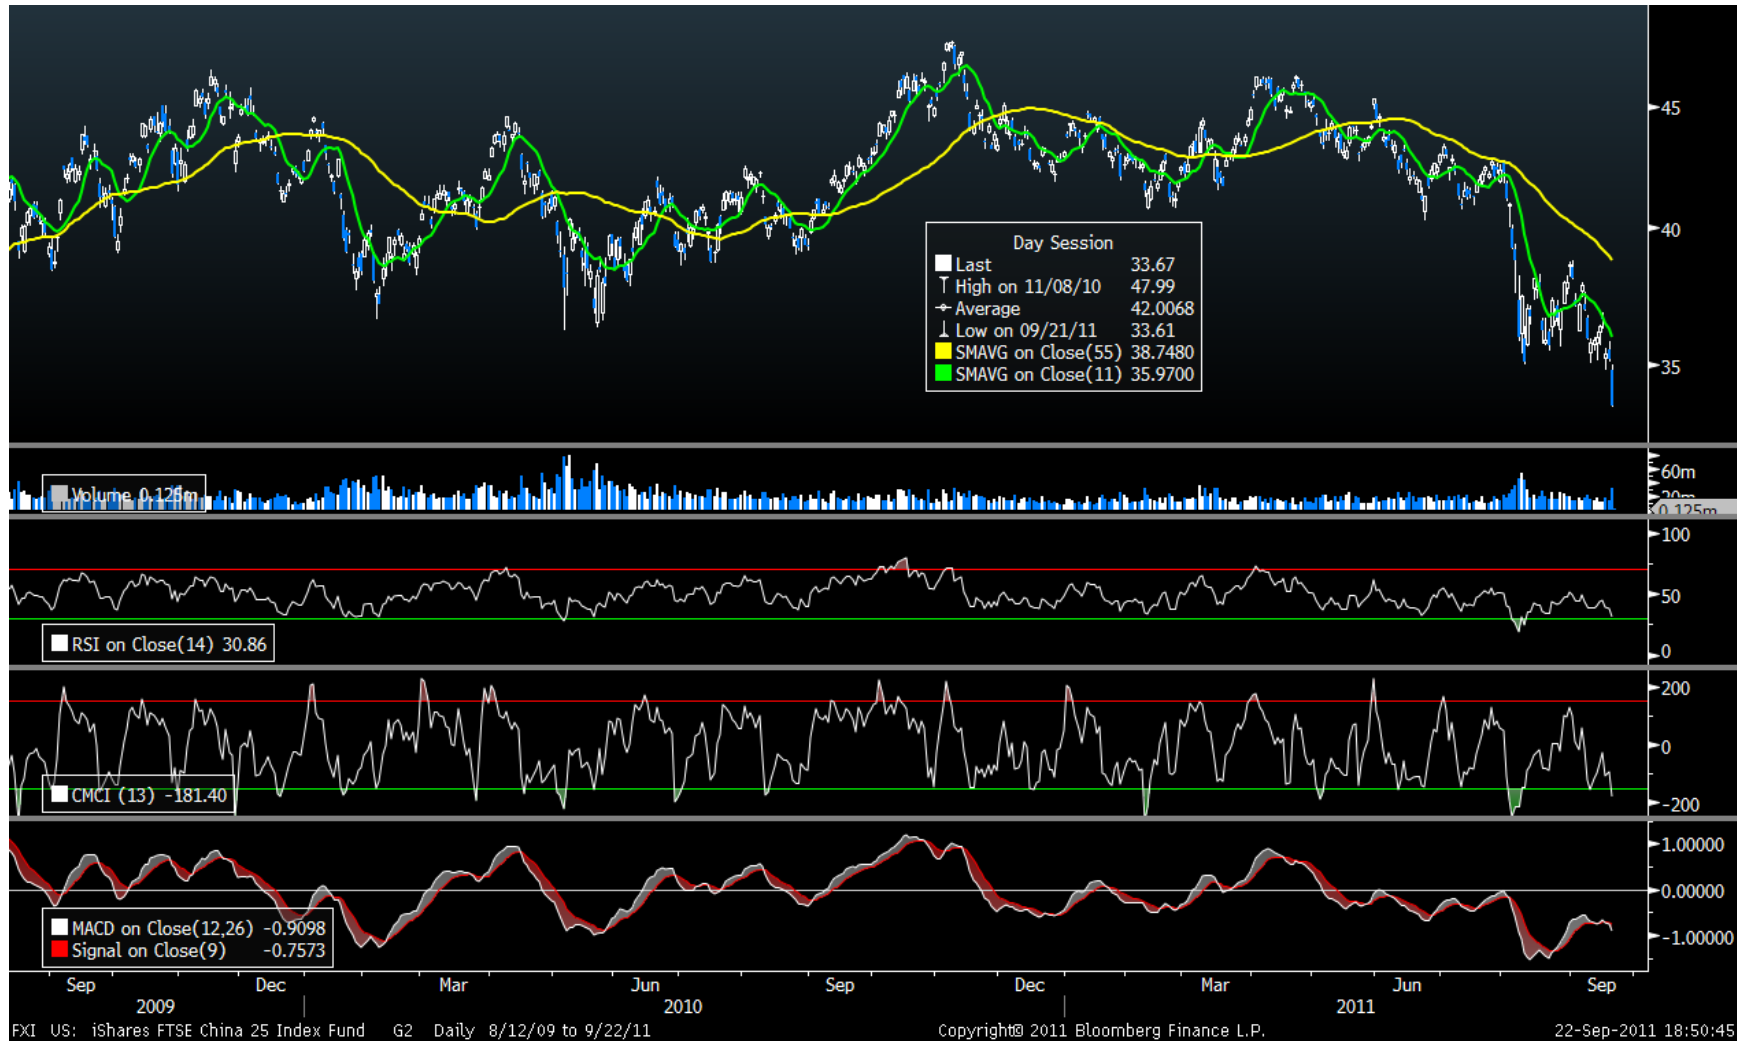 45
40
35
Day Session
Last 33.67
High on 11/08/10 47.99
Average 42.0068
Low on 09/21/11 33.61
SMAVG on Close(55) 38.7480
SMAVG on Close(11) 35.9700
Volume 0.125m
60m
20m
0.125m
100
50
0
RSI on Close(14) 30.86
200
0
-200
CMCI (13) -181.40
1.00000
0.00000
-1.00000
MACD on Close(12,26) -0.9098
Signal on Close(9) -0.7573
Sep Dec Mar Jun Sep Dec Mar Jun Sep
2009 2010 2011
FXI US: iShares FTSE China 25 Index Fund G2 Daily 8/12/09 to 9/22/11 Copyright© 2011 Bloomberg Finance L.P. 22-Sep-2011 18:50:45